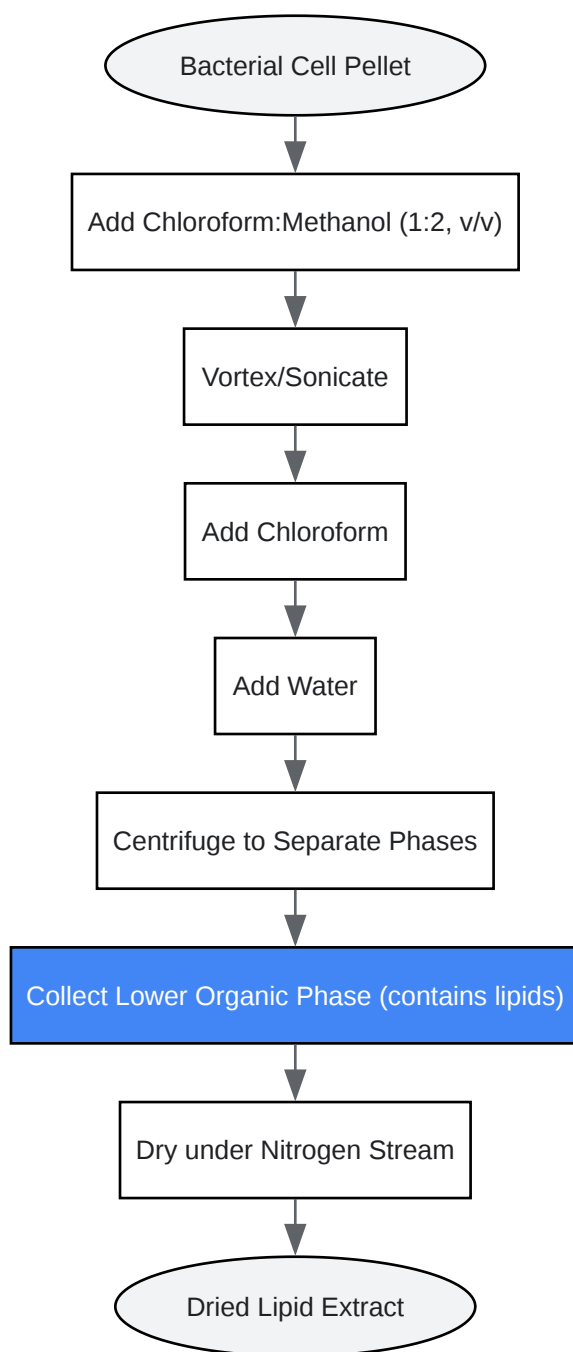 Bacterial Cell Pellet
Add Chloroform:Methanol (1:2, v/v)
Vortex/Sonicate
Add Chloroform
Add Water
Centrifuge to Separate Phases
Collect Lower Organic Phase (contains lipids)
Dry under Nitrogen Stream
Dried Lipid Extract